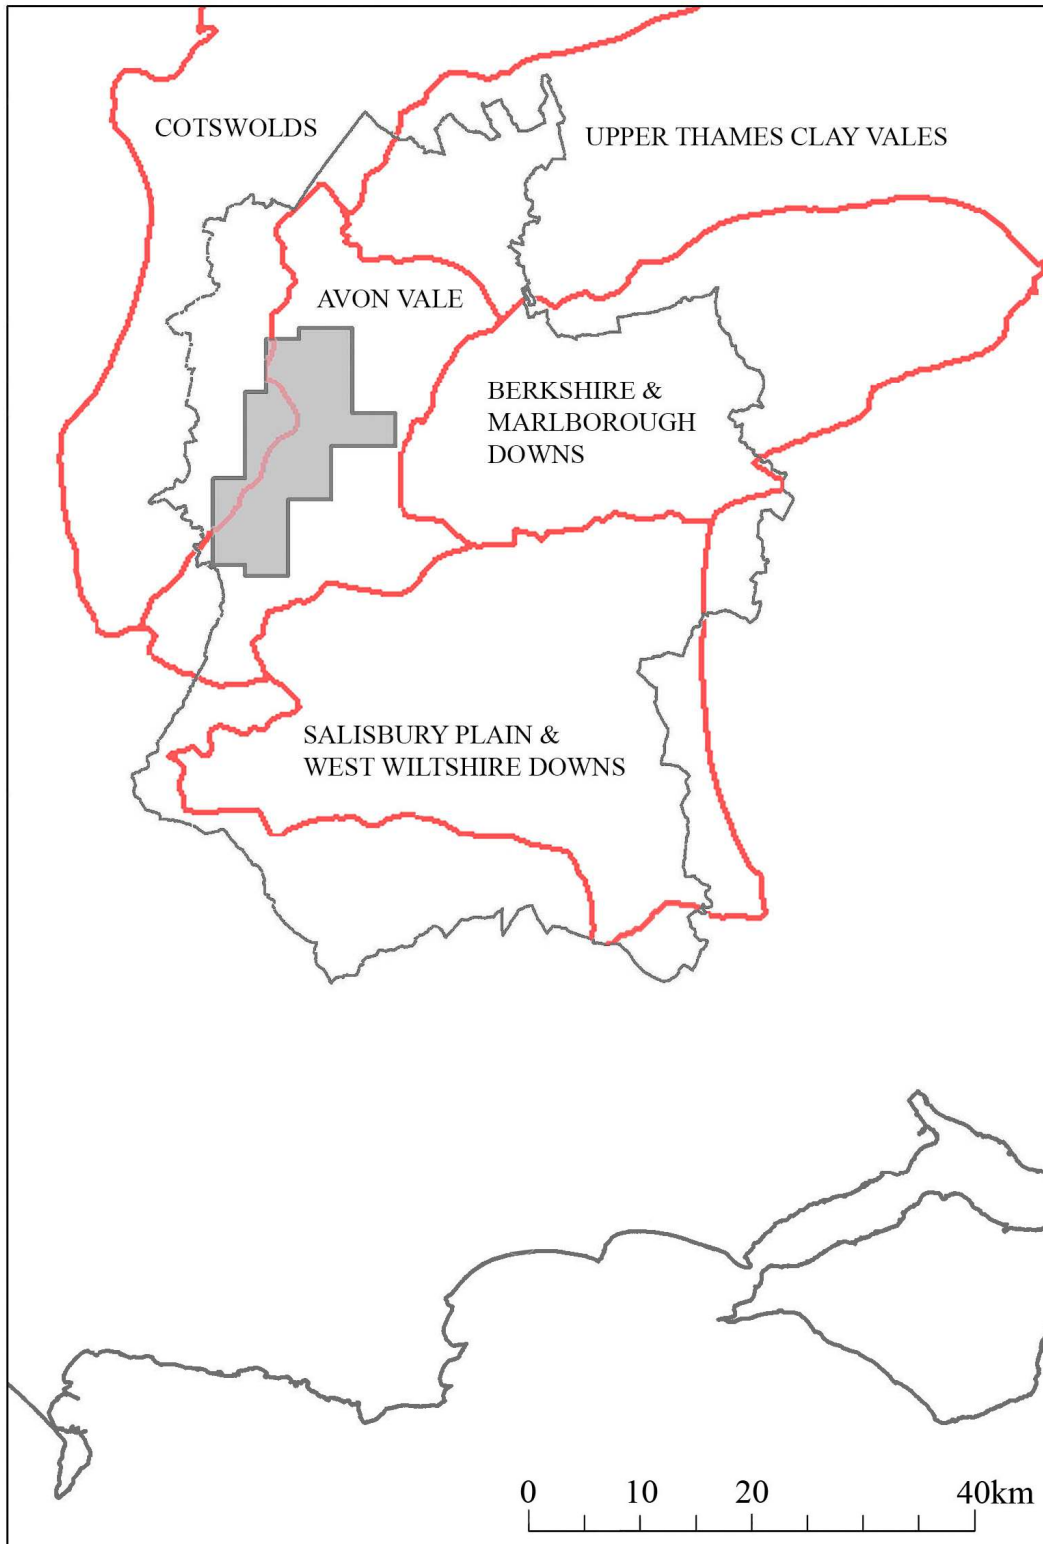 COTSWOLDS
UPPER THAMES CLAY VALES
AVON VALE
BERKSHIRE &
MARLBOROUGH
DOWNS
SALISBURY PLAIN &
WEST WILTSHIRE DOWNS
0 10 20 40km